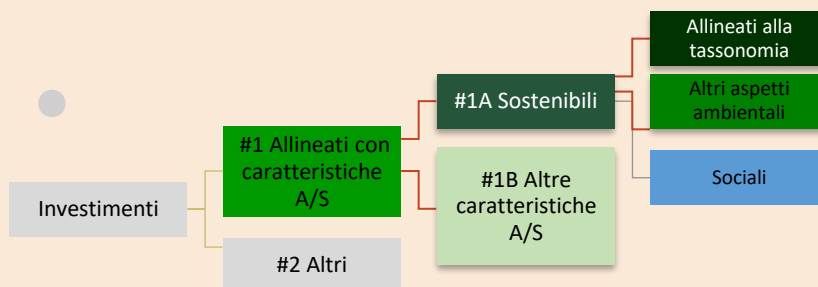 Investimenti
#1 Allineati con
caratteristiche
A/S
#2 Altri
#1A Sostenibili
#1B Altre
caratteristiche
A/S
Allineati alla
tassonomia
Altri aspetti
ambientali
Sociali